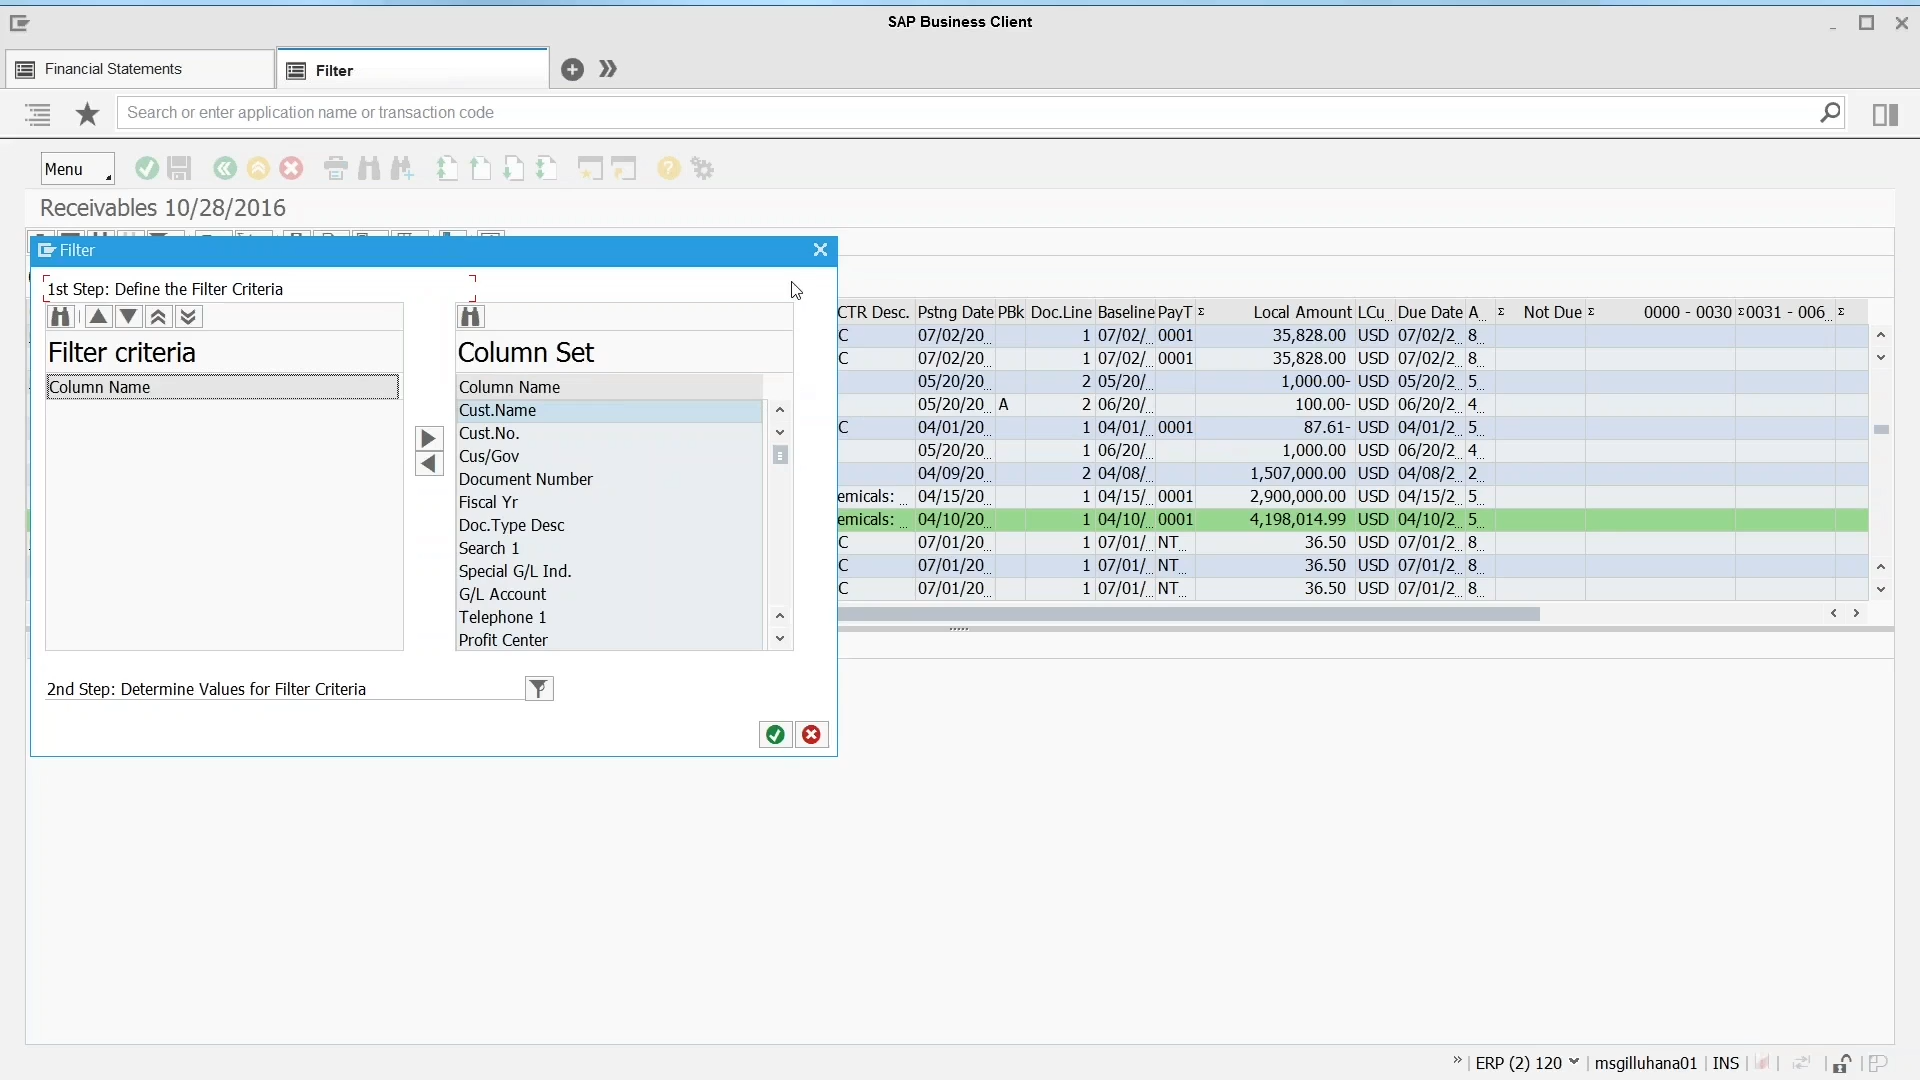 SAP Business Client
Financial Statements
Filter
Search or enter application name or transaction code
Menu
Receivables 10/28/2016
Filter
1st Step: Define the Filter Criteria
Filter criteria
Column Name
Column Set
Column Name
Cust.Name
Cust.No.
Cus/Gov
Document Number
Fiscal Yr
Doc.Type Desc
Search 1
Special G/L Ind.
G/L Account
Telephone 1
Profit Center
2nd Step: Determine Values for Filter Criteria
CTR Desc. Pstng Date PBk Doc.Line Baseline PayT Σ Local Amount LCu.. Due Date A.. Σ Not Due Σ 0000 - 0030 Σ 0031 - 006.. Σ
C 07/02/20.. 1 07/02/.. 0001 35,828.00 USD 07/02/2.. 8..
C 07/02/20.. 1 07/02/.. 0001 35,828.00 USD 07/02/2.. 8..
05/20/20.. 2 05/20/.. 1,000.00- USD 05/20/2.. 5..
05/20/20.. A 2 06/20/.. 100.00- USD 06/20/2.. 4..
C 04/01/20.. 1 04/01/.. 0001 87.61- USD 04/01/2.. 5..
05/20/20.. 1 06/20/.. 1,000.00 USD 06/20/2.. 4..
04/09/20.. 2 04/08/.. 1,507,000.00 USD 04/08/2.. 2..
emicals: .. 04/15/20.. 1 04/15/.. 0001 2,900,000.00 USD 04/15/2.. 5..
emicals: .. 04/10/20.. 1 04/10/.. 0001 4,198,014.99 USD 04/10/2.. 5..
C 07/01/20.. 1 07/01/.. NT.. 36.50 USD 07/01/2.. 8..
C 07/01/20.. 1 07/01/.. NT.. 36.50 USD 07/01/2.. 8..
C 07/01/20.. 1 07/01/.. NT.. 36.50 USD 07/01/2.. 8..
ERP (2) 120 msgilluhana01 INS